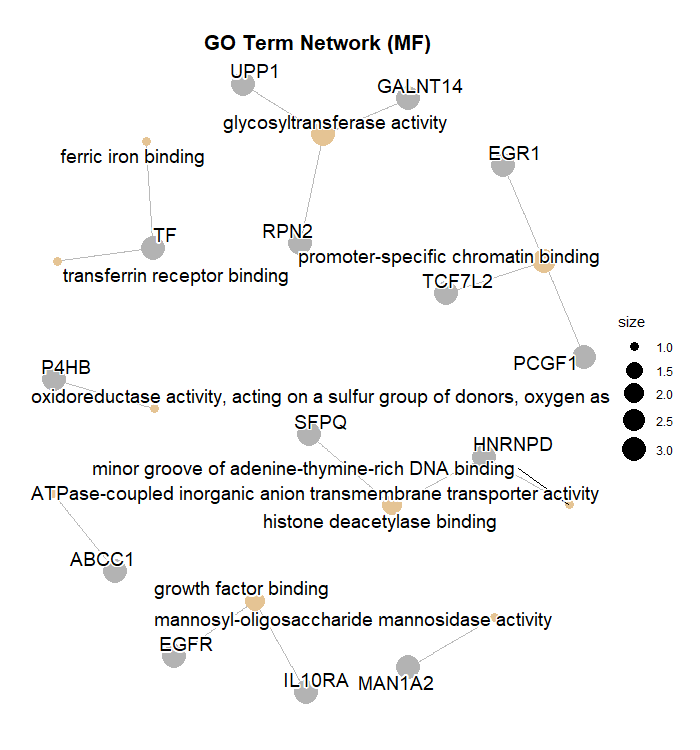 GO Term Network (MF)
UPP1
GALNT14
glycosyltransferase activity
ferric iron binding
EGR1
TF
RPN2
promoter-specific chromatin binding
transferrin receptor binding
TCF7L2
size
1.0
PCGF1
P4HB
1.5
oxidoreductase activity, acting on a sulfur group of donors, oxygen as
2.0
SFPQ
2.5
HNRNPD
3.0
minor groove of adenine-thymine-rich DNA binding
ATPase-coupled inorganic anion transmembrane transporter activity
histone deacetylase binding
ABCC1
growth factor binding
mannosyl-oligosaccharide mannosidase activity
EGFR
IL10RA
MAN1A2